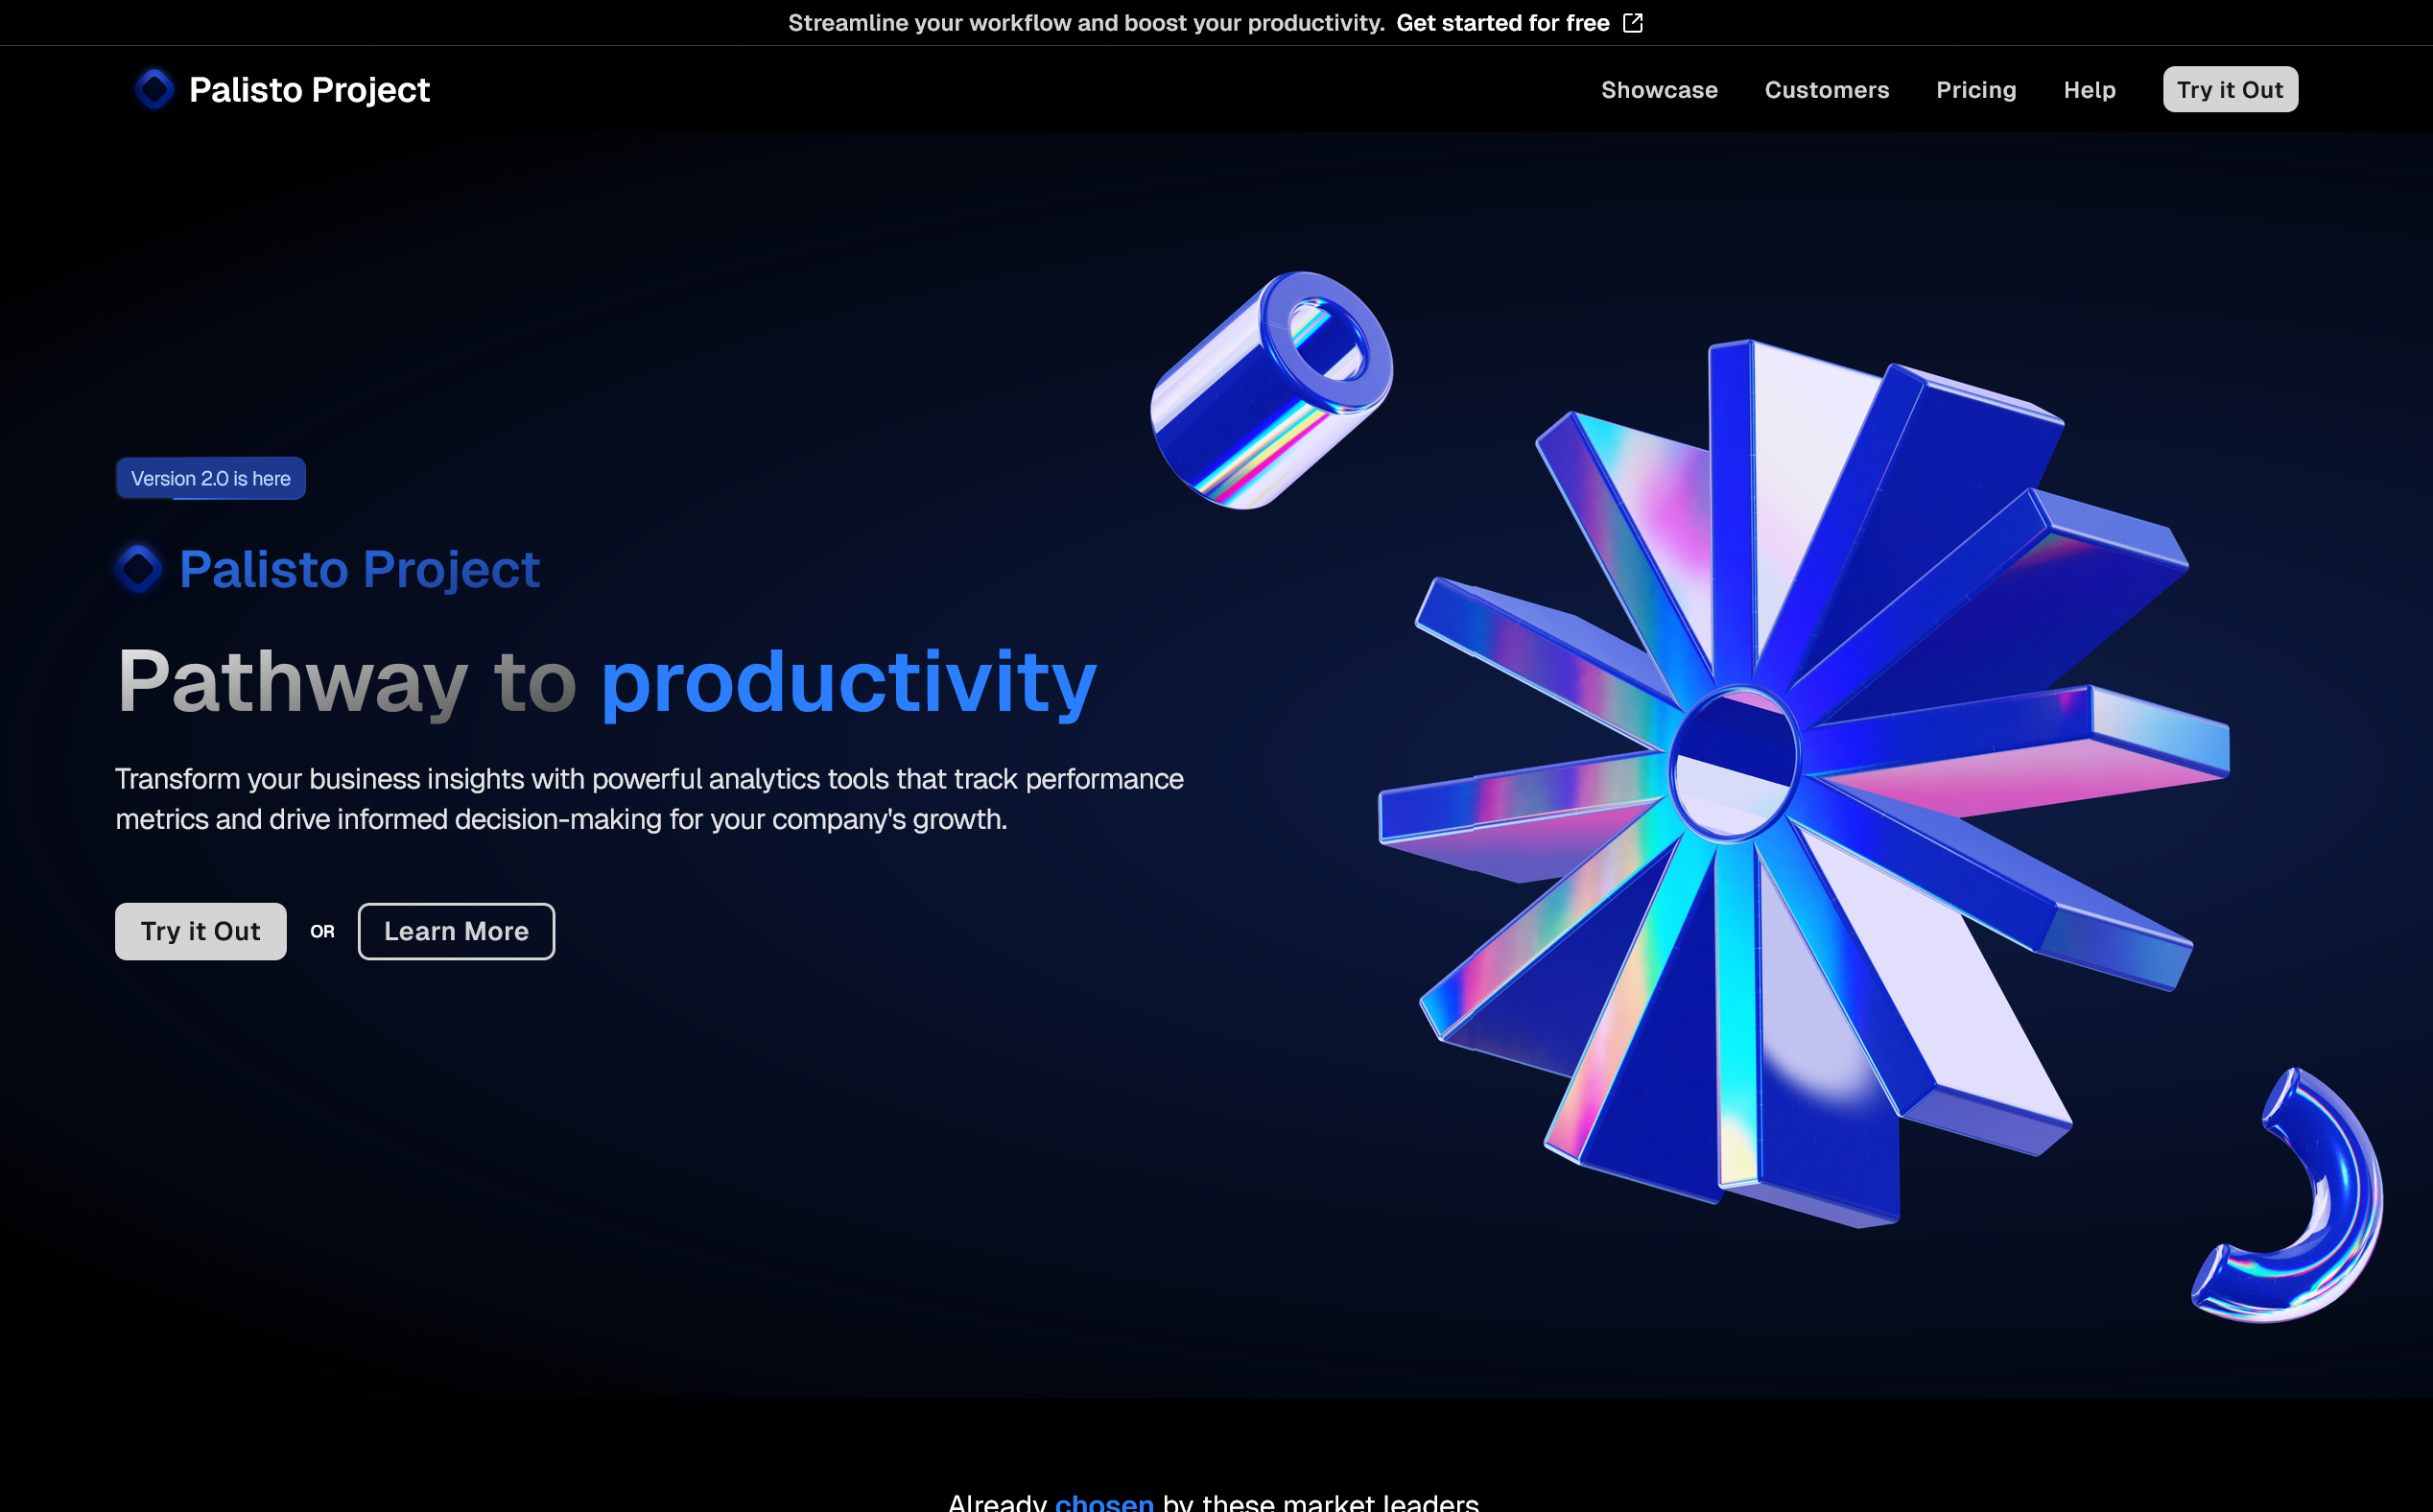 Streamline your workflow and boost your productivity. Get started for free
Palisto Project
Showcase Customers Pricing Help Try it Out
Version 2.0 is here
Palisto Project
Pathway to productivity
Transform your business insights with powerful analytics tools that track performance
metrics and drive informed decision-making for your company's growth.
Try it Out OR Learn More
Already chosen by these market leaders